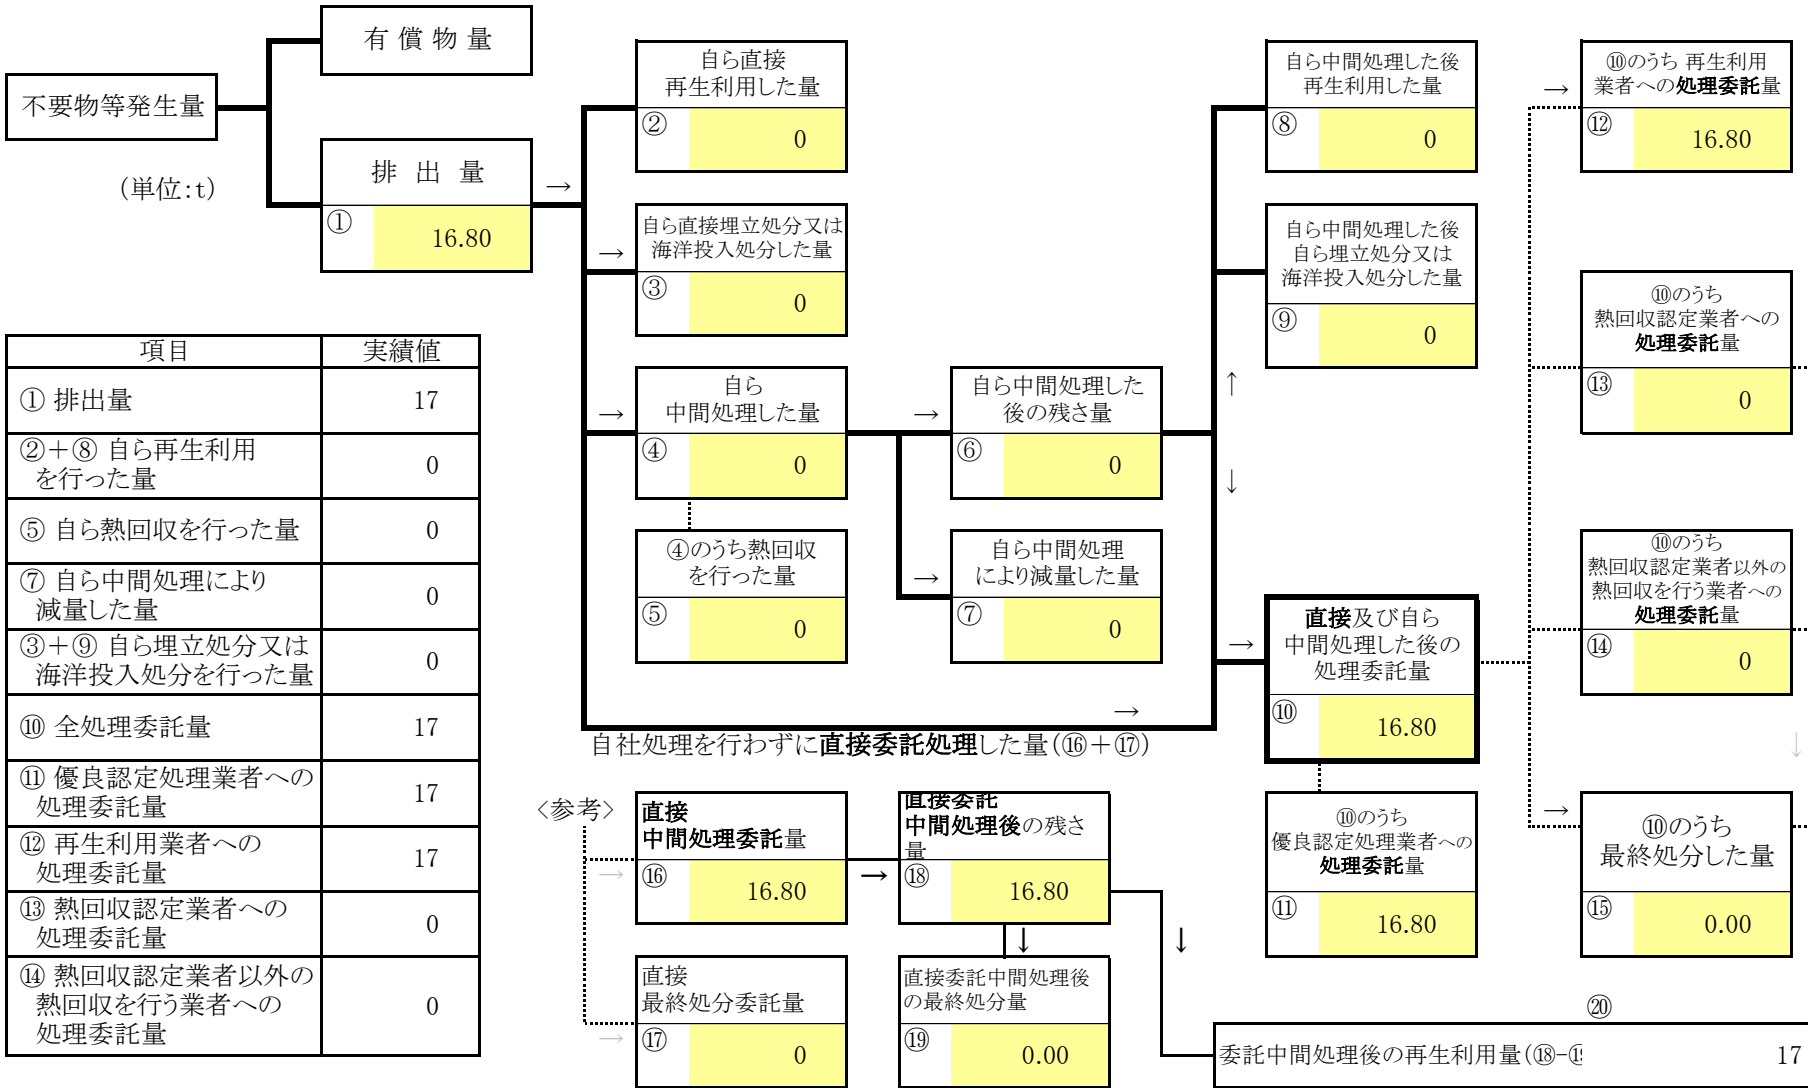 有 償 物 量
不要物等発生量
(単位:t)
排 出 量
→
①
16.80
自ら直接
再生利用した量
②
0
→
自ら直接埋立処分又は
海洋投入処分した量
③
0
→
自ら
中間処理した量
④
0
④のうち熱回収
を行った量
⑤
0
→
自ら中間処理した
後の残さ量
⑥
0
→
自ら中間処理
により減量した量
⑦
0
自ら中間処理した後
再生利用した量
⑧
0
自ら中間処理した後
自ら埋立処分又は
海洋投入処分した量
⑨
0
↑
↓
→
直接及び自ら
中間処理した後の
処理委託量
⑩
16.80
⑩のうち
優良認定処理業者への
処理委託量
⑪
16.80
→
⑩のうち 再生利用
業者への処理委託量
⑫
16.80
⑩のうち
熱回収認定業者への
処理委託量
⑬
0
⑩のうち
熱回収認定業者以外の
熱回収を行う業者への
処理委託量
⑭
0
↓
→
⑩のうち
最終処分した量
⑮
0.00
→
自社処理を行わずに直接委託処理した量(⑯+⑰)
<参考>
→
直接
中間処理委託量
⑯
16.80
→
直接委託
中間処理後の残さ
量
⑱
16.80
↓
↓
→
直接
最終処分委託量
⑰
0
直接委託中間処理後
の最終処分量
⑲
0.00
⑳
委託中間処理後の再生利用量(⑱-⑲
17
項目 実績値
① 排出量 17
②+⑧ 自ら再生利用
を行った量 0
⑤ 自ら熱回収を行った量 0
⑦ 自ら中間処理により
減量した量 0
③+⑨ 自ら埋立処分又は
海洋投入処分を行った量 0
⑩ 全処理委託量 17
⑪ 優良認定処理業者への
処理委託量 17
⑫ 再生利用業者への
処理委託量 17
⑬ 熱回収認定業者への
処理委託量 0
⑭ 熱回収認定業者以外の
熱回収を行う業者への
処理委託量 0